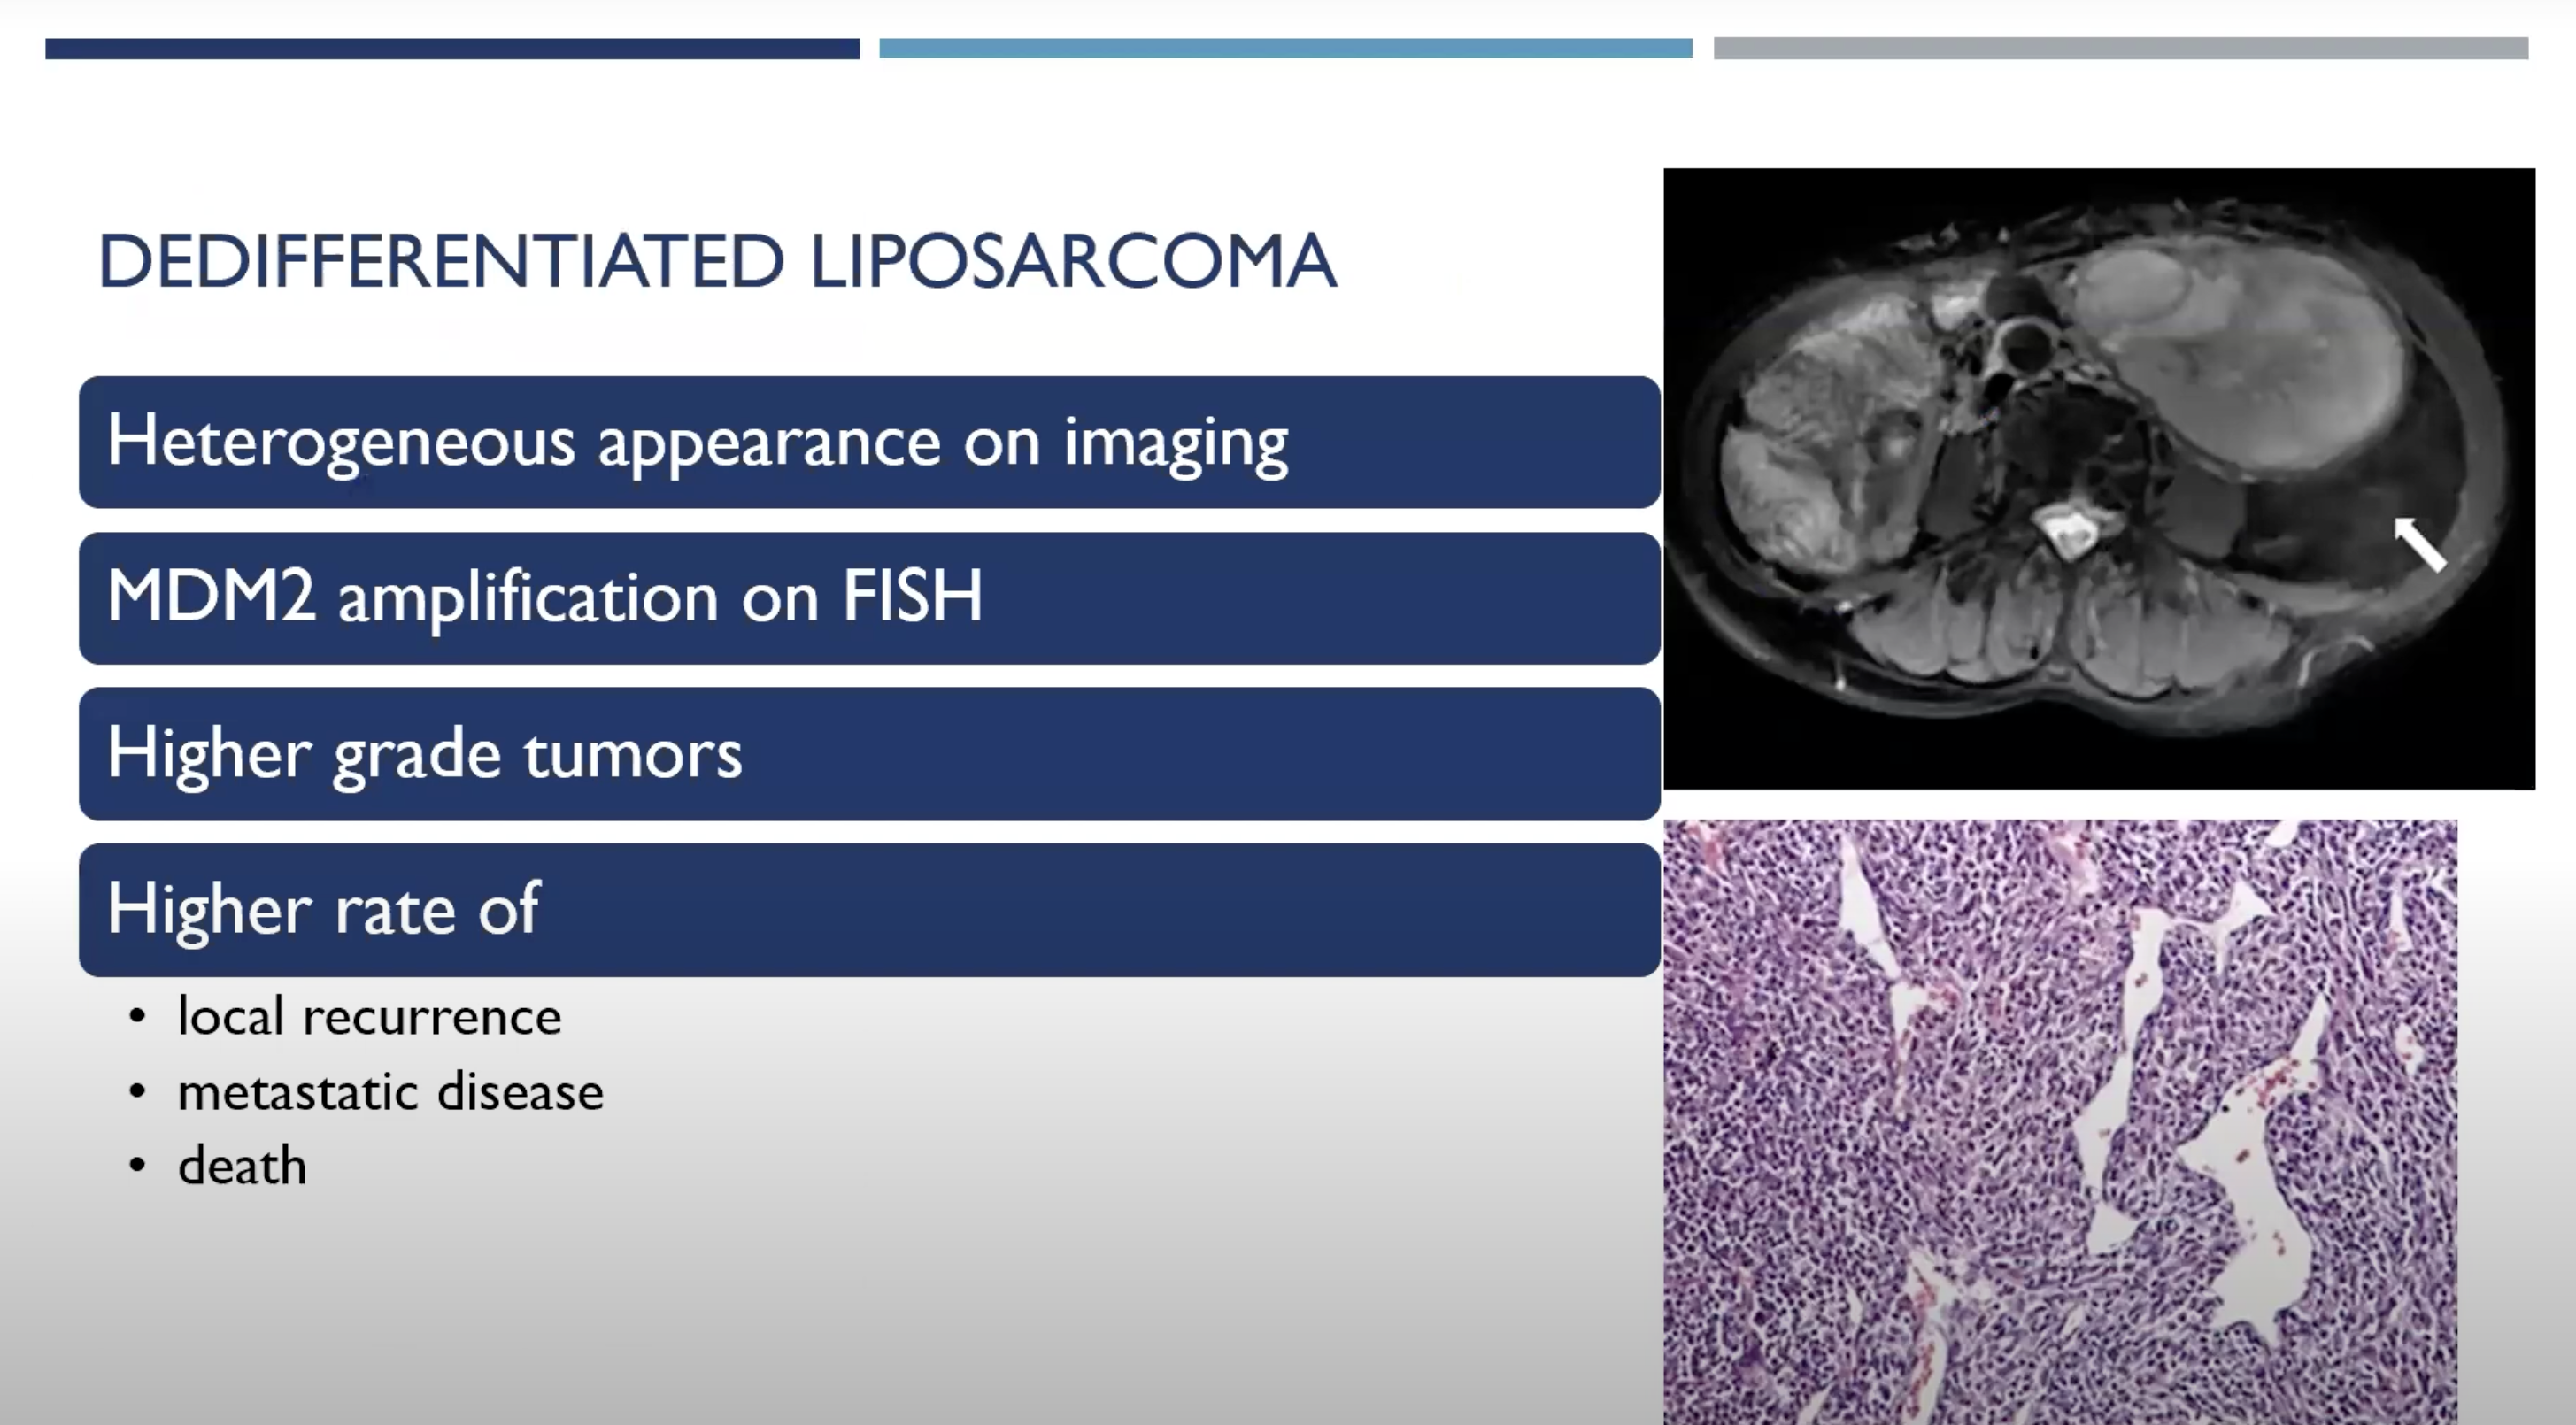 DEDIFFERENTIATED LIPOSARCOMA
Heterogeneous appearance on imaging
MDM2 amplification on FISH
Higher grade tumors
Higher rate of
• local recurrence
• metastatic disease
• death